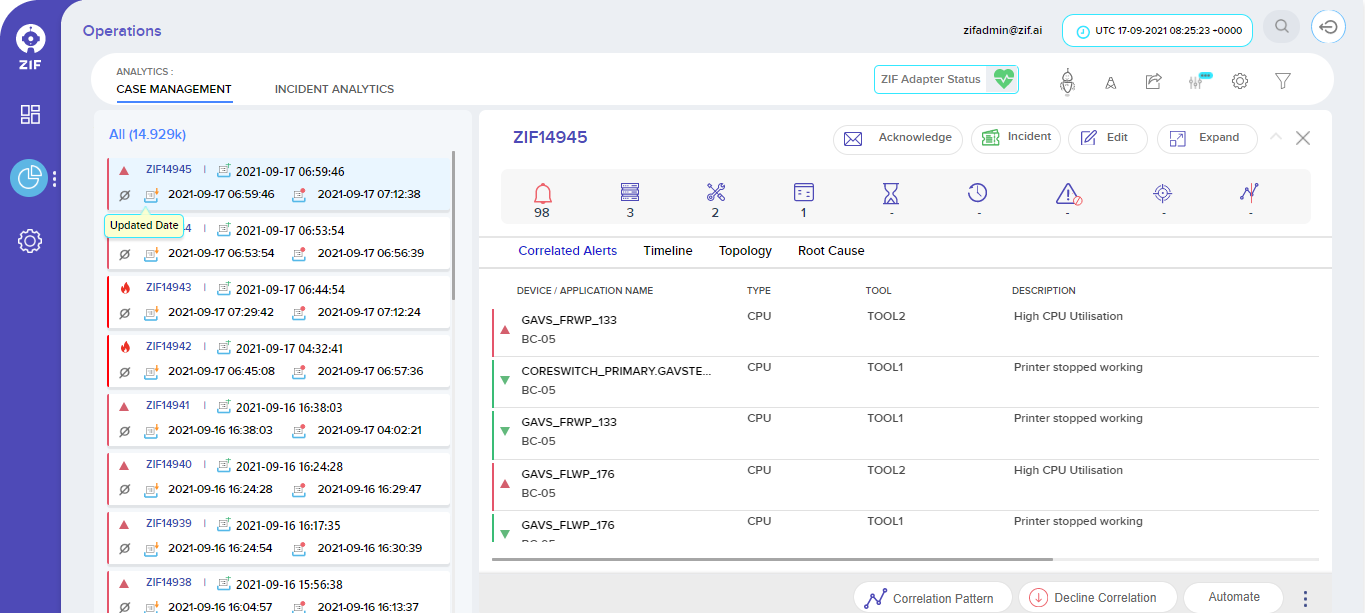 Operations
zifadmin@zif.ai
UTC 17-09-2021 08:25:23 +0000
ZIF
ANALYTICS :
CASE MANAGEMENT
INCIDENT ANALYTICS
ZIF Adapter Status
All (14.929k)
ZIF14945
2021-09-17 06:59:46
2021-09-17 06:59:46
2021-09-17 07:12:38
Updated Date
4
2021-09-17 06:53:54
2021-09-17 06:53:54
2021-09-17 06:56:39
ZIF14943
2021-09-17 06:44:54
2021-09-17 07:29:42
2021-09-17 07:12:24
ZIF14942
2021-09-17 04:32:41
2021-09-17 06:45:08
2021-09-17 06:57:36
ZIF14941
2021-09-16 16:38:03
2021-09-16 16:38:03
2021-09-17 04:02:21
ZIF14940
2021-09-16 16:24:28
2021-09-16 16:24:28
2021-09-16 16:29:47
ZIF14939
2021-09-16 16:17:35
2021-09-16 16:24:54
2021-09-16 16:30:39
ZIF14938
2021-09-16 15:56:38
2021-09-16 16:04:57
2021-09-16 16:13:37
ZIF14945
Acknowledge
Incident
Edit
Expand
98
3
2
1
-
-
-
-
-
Correlated Alerts
Timeline
Topology
Root Cause
DEVICE / APPLICATION NAME TYPE TOOL DESCRIPTION
GAVS_FRWP_133 CPU TOOL2 High CPU Utilisation
BC-05
CORESWITCH_PRIMARY.GAVSTE... CPU TOOL1 Printer stopped working
BC-05
GAVS_FRWP_133 CPU TOOL1 Printer stopped working
BC-05
GAVS_FLWP_176 CPU TOOL2 High CPU Utilisation
BC-05
GAVS_FLWP_176 CPU TOOL1 Printer stopped working
BC-05
Correlation Pattern
Decline Correlation
Automate